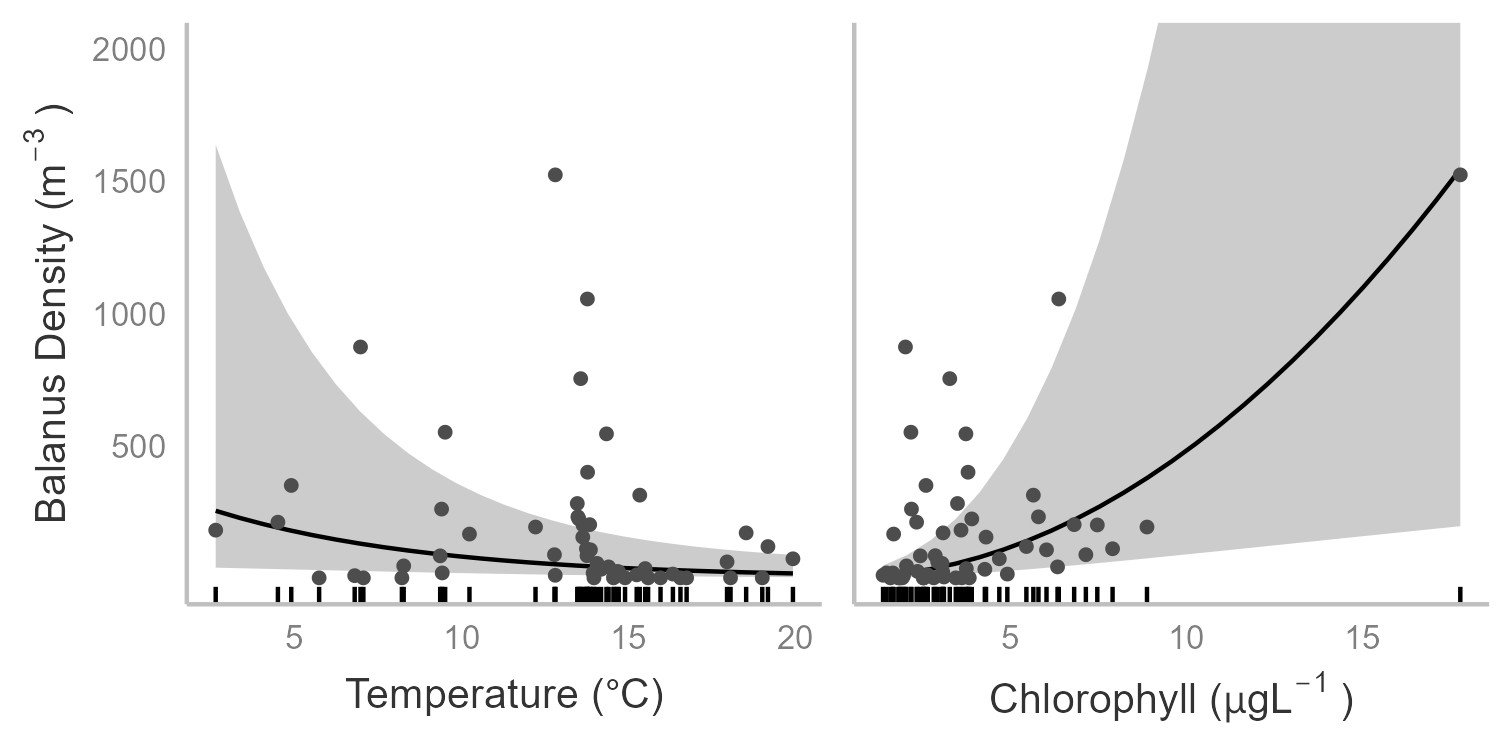 Balanus Density (m⁻³ )
2000
1500
1000
500
5 10 15 20
5 10 15
Temperature (°C)
Chlorophyll (μgL⁻¹ )